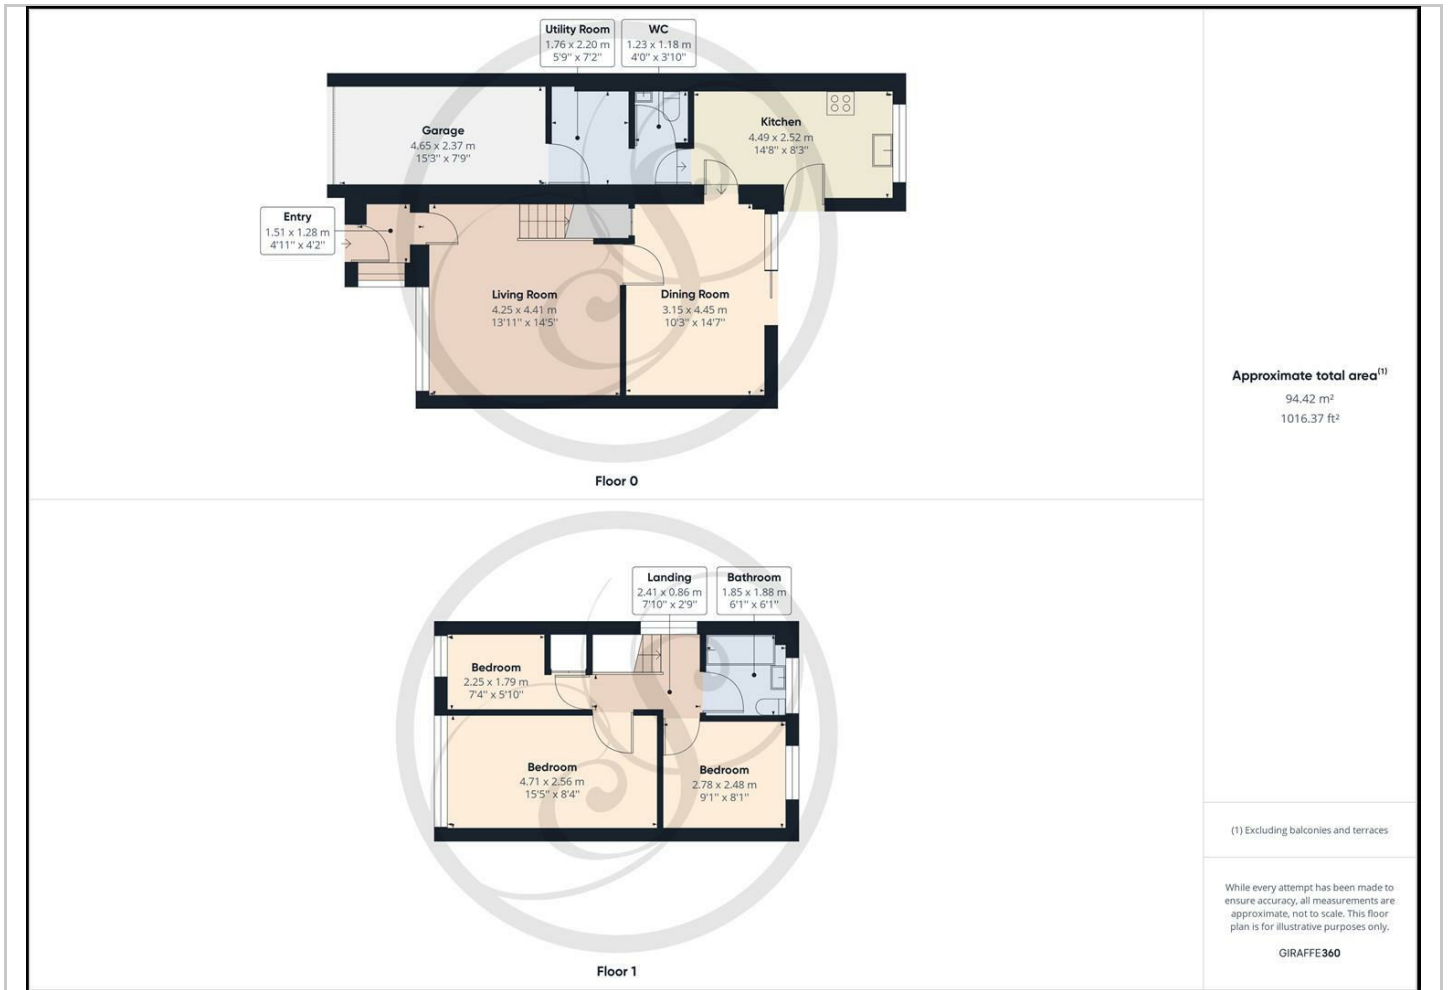 Utility Room
1.76 x 2.20 m
5'9" x 7'2"
WC
1.23 x 1.18 m
4'0" x 3'10"
Garage
4.65 x 2.37 m
15'3" x 7'9"
Kitchen
4.49 x 2.52 m
14'8" x 8'3"
Entry
1.51 x 1.28 m
4'11" x 4'2"
Living Room
4.25 x 4.41 m
13'11" x 14'5"
Dining Room
3.15 x 4.45 m
10'3" x 14'7"
Floor 0
Landing
2.41 x 0.86 m
7'10" x 2'9"
Bathroom
1.85 x 1.88 m
6'1" x 6'1"
Bedroom
2.25 x 1.79 m
7'4" x 5'10"
Bedroom
4.71 x 2.56 m
15'5" x 8'4"
Bedroom
2.78 x 2.48 m
9'1" x 8'1"
Floor 1
Approximate total area(1)
94.42 m²
1016.37 ft²
(1) Excluding balconies and terraces
While every attempt has been made to
ensure accuracy, all measurements are
approximate, not to scale. This floor
plan is for illustrative purposes only.
GIRAFFE360